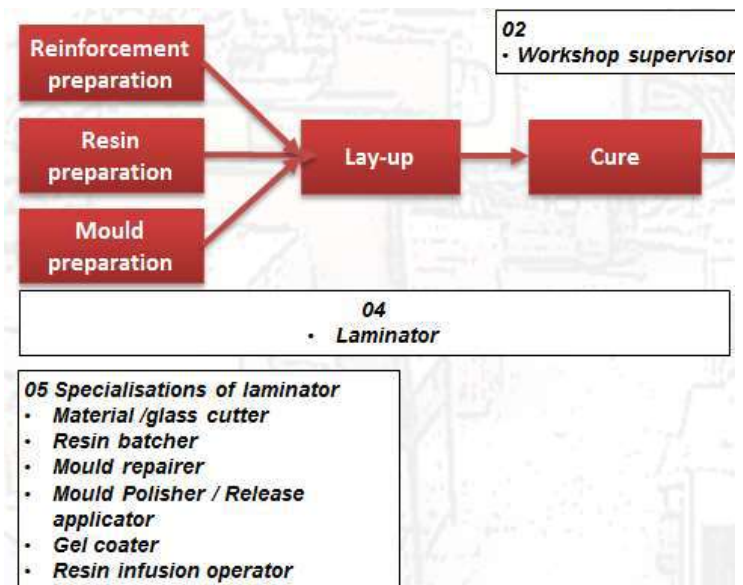 Reinforcement
preparation
02
• Workshop supervisor
Resin
preparation
Lay-up
Cure
Mould
preparation
04
• Laminator
05 Specialisations of laminator
• Material /glass cutter
• Resin batcher
• Mould repairer
• Mould Polisher / Release
applicator
• Gel coater
• Resin infusion operator